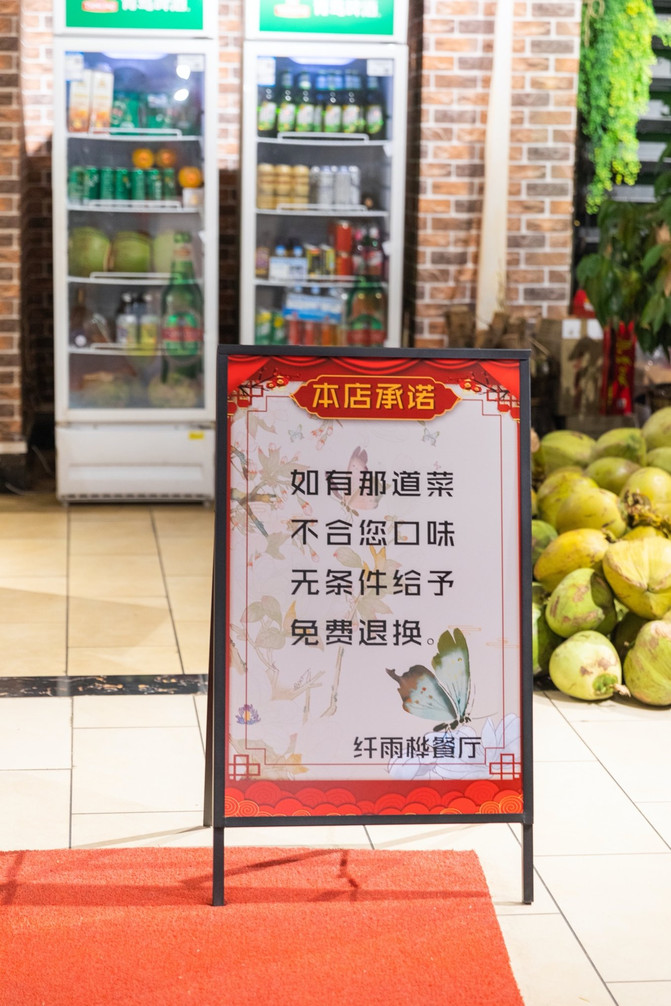 本店承诺
如有那道菜
不合您口味
无条件给予
免费退换。
纤雨桦餐厅